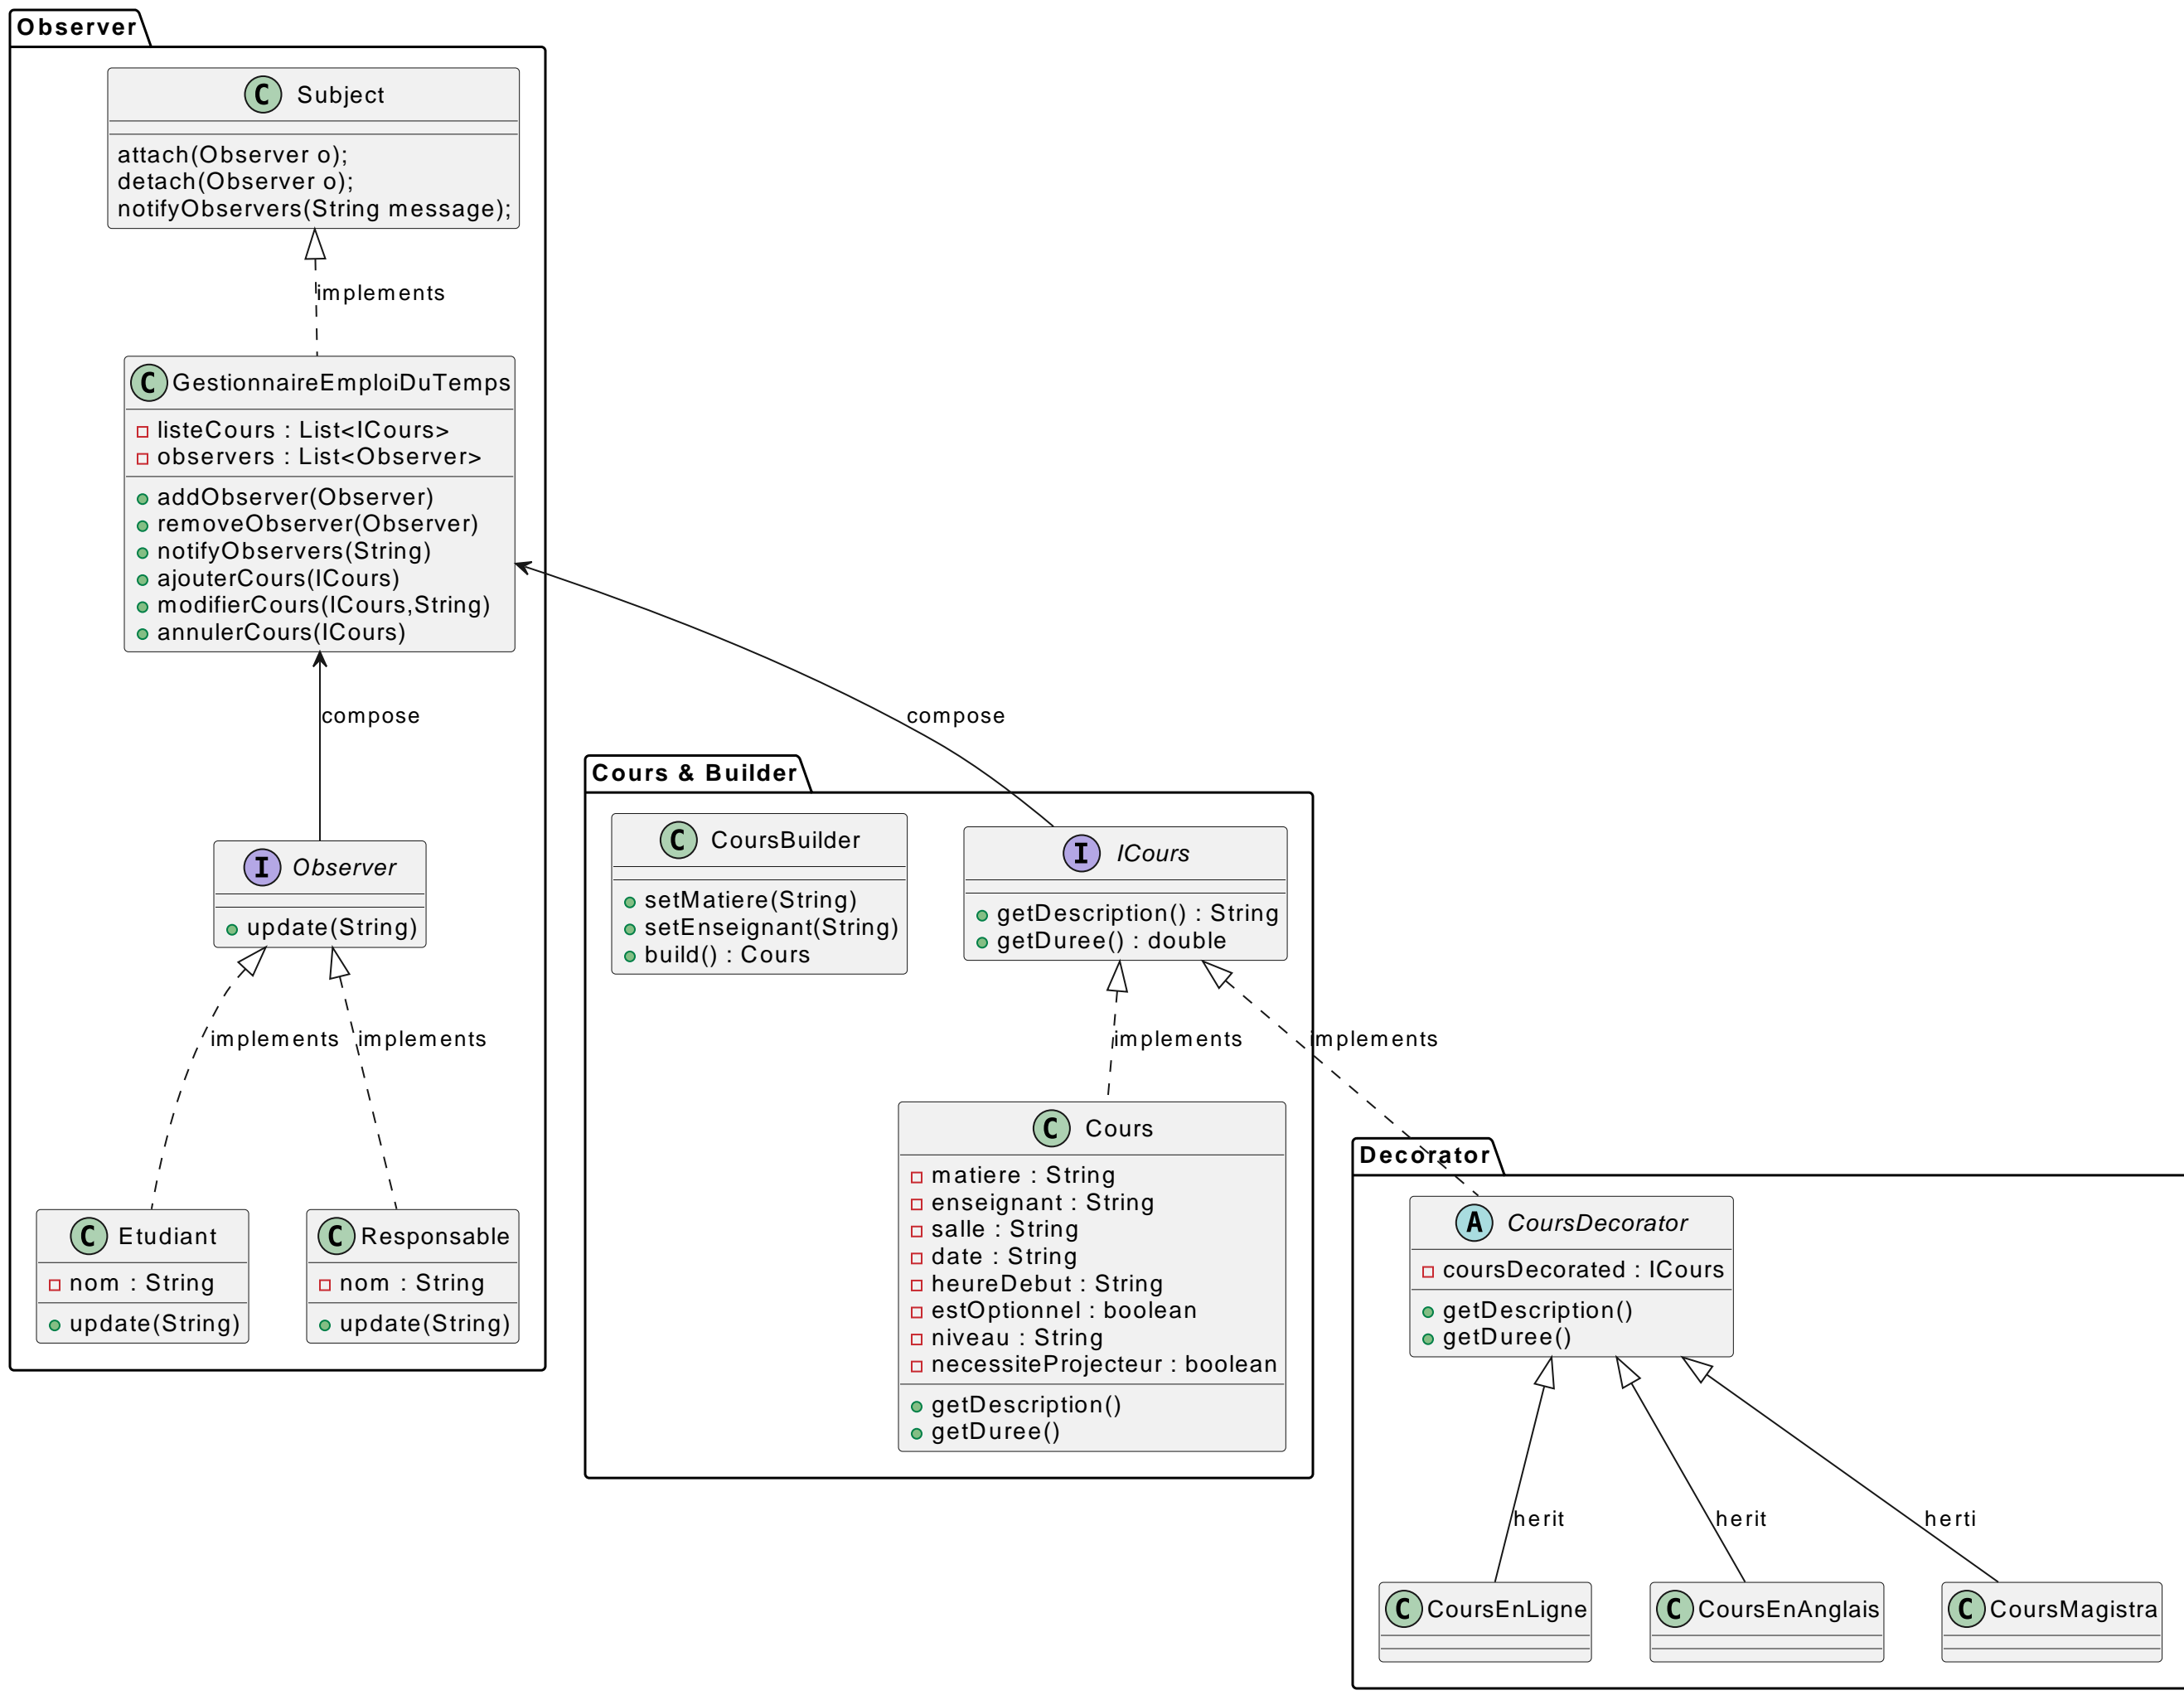 Observer
C Subject
attach(Observer o);
detach(Observer o);
notifyObservers(String message);
implements
C GestionnaireEmploiDuTemps
listeCours : List<ICours>
observers : List<Observer>
addObserver(Observer)
removeObserver(Observer)
notifyObservers(String)
ajouterCours(ICours)
modifierCours(ICours,String)
annulerCours(ICours)
compose
compose
I Observer
update(String)
implements
implements
C Etudiant
nom : String
update(String)
C Responsable
nom : String
update(String)
Cours & Builder
C CoursBuilder
setMatiere(String)
setEnseignant(String)
build() : Cours
I ICours
getDescription() : String
getDuree() : double
implements
implements
C Cours
matiere : String
enseignant : String
salle : String
date : String
heureDebut : String
estOptionnel : boolean
niveau : String
necessiteProjecteur : boolean
getDescription()
getDuree()
Decorator
A CoursDecorator
coursDecorated : ICours
getDescription()
getDuree()
herit
herit
herti
C CoursEnLigne
C CoursEnAnglais
C CoursMagistra